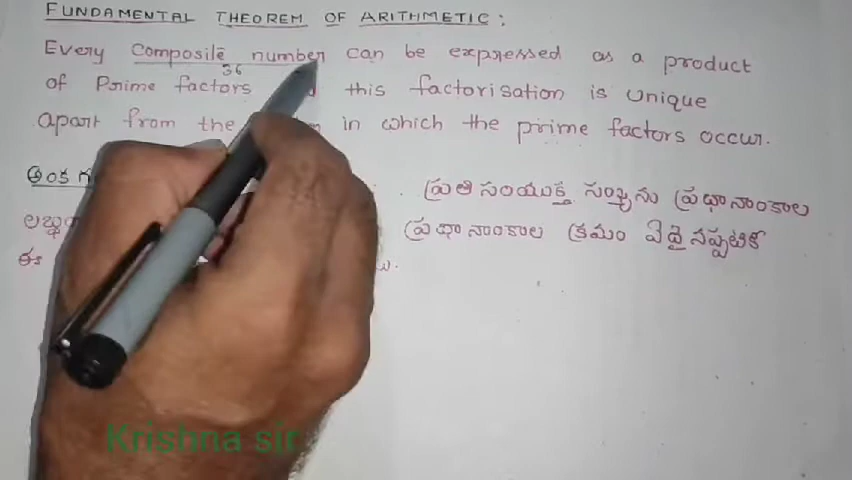 FUNDAMENTAL THEOREM OF ARITHMETIC :
Every Composite number can be expressed as a product
36
of Prime factors this factorisation is unique
apart from the in which the prime factors occur.
అంక ప్రతి సంయుక్త సంఖ్యను ప్రధానాంకాల
ప్రధానాంకాల క్రమం ఏదైనప్పటికీ
ఈ
Krishna sir